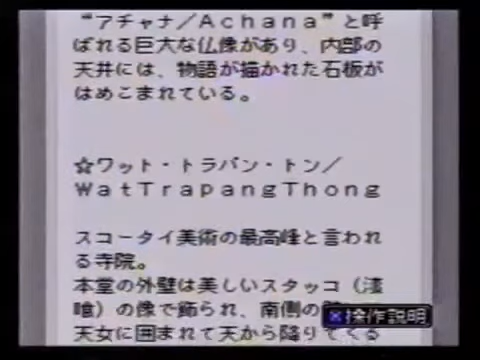 “アチャナ／Ａｃｈａｎａ”と呼
ばれる巨大な仏像があり、内部の
天井には、物語が描かれた石板が
はめこまれている。
☆ワット・トラパン・トン／
ＷａｔＴｒａｐａｎｇＴｈｏｎｇ
スコータイ美術の最高峰と言われ
る寺院。
本堂の外壁は美しいスタッコ（漆
喰）の像で飾られ、南側の
×操作説明
天女に囲まれて天から降りてくる